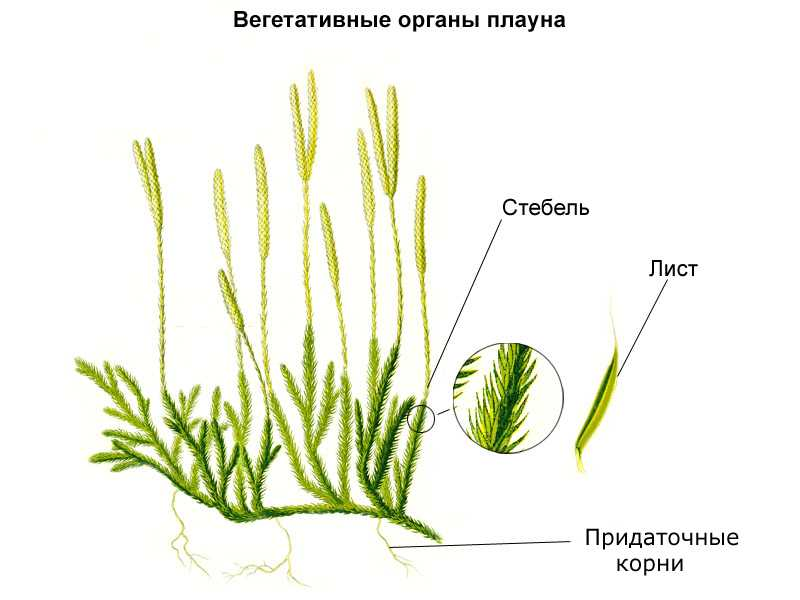 Вегетативные органы плауна
Стебель
Лист
Придаточные
корни